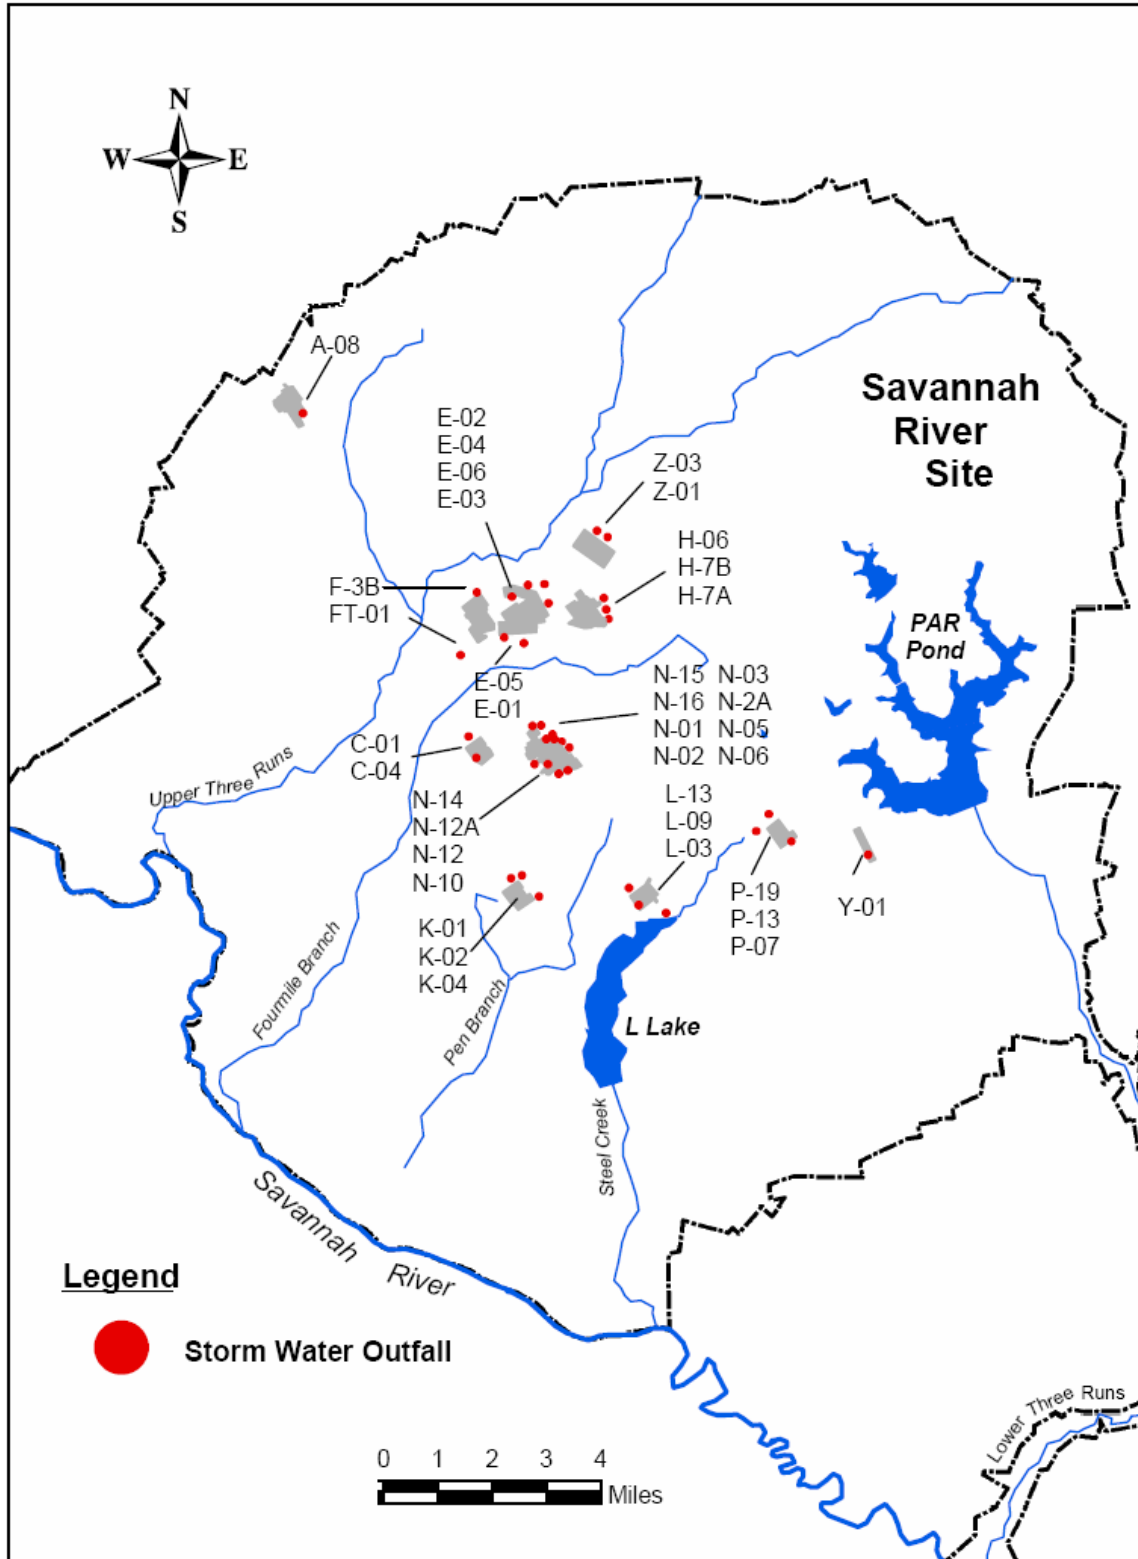 N
W E
S
A-08
Savannah
River
Site
E-02
E-04
E-06
E-03
Z-03
Z-01
H-06
H-7B
H-7A
F-3B
FT-01
PAR
Pond
E-05
E-01
N-15 N-03
N-16 N-2A
N-01 N-05
N-02 N-06
C-01
C-04
Upper Three Runs
N-14
N-12A
N-12
N-10
L-13
L-09
L-03
P-19
P-13
P-07
Y-01
K-01
K-02
K-04
Fourmile Branch
Pen Branch
L Lake
Steel Creek
Savannah River
Legend
Storm Water Outfall
Lower Three Runs
0 1 2 3 4
Miles